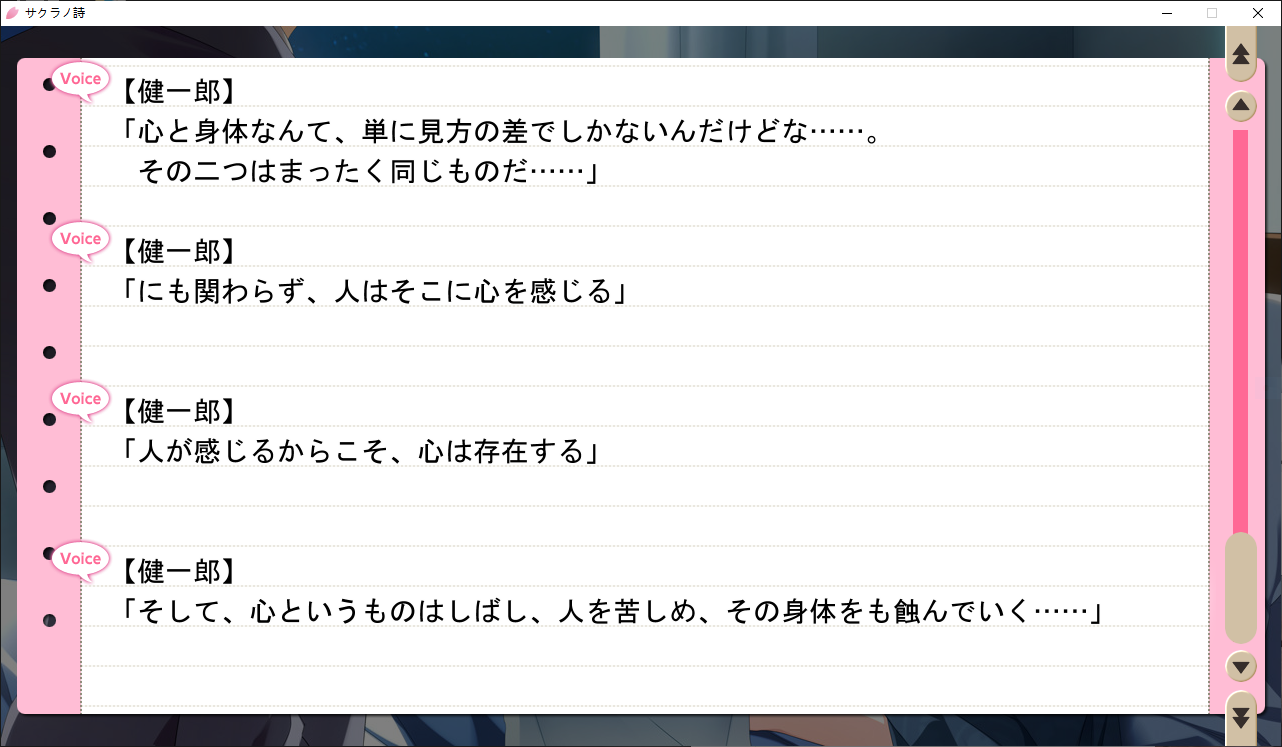 サクラノ詩
Voice
【健一郎】
「心と身体なんて、単に見方の差でしかないんだけどな……。
その二つはまったく同じものだ……」
Voice
【健一郎】
「にも関わらず、人はそこに心を感じる」
Voice
【健一郎】
「人が感じるからこそ、心は存在する」
Voice
【健一郎】
「そして、心というものはしばし、人を苦しめ、その身体をも蝕んでいく……」